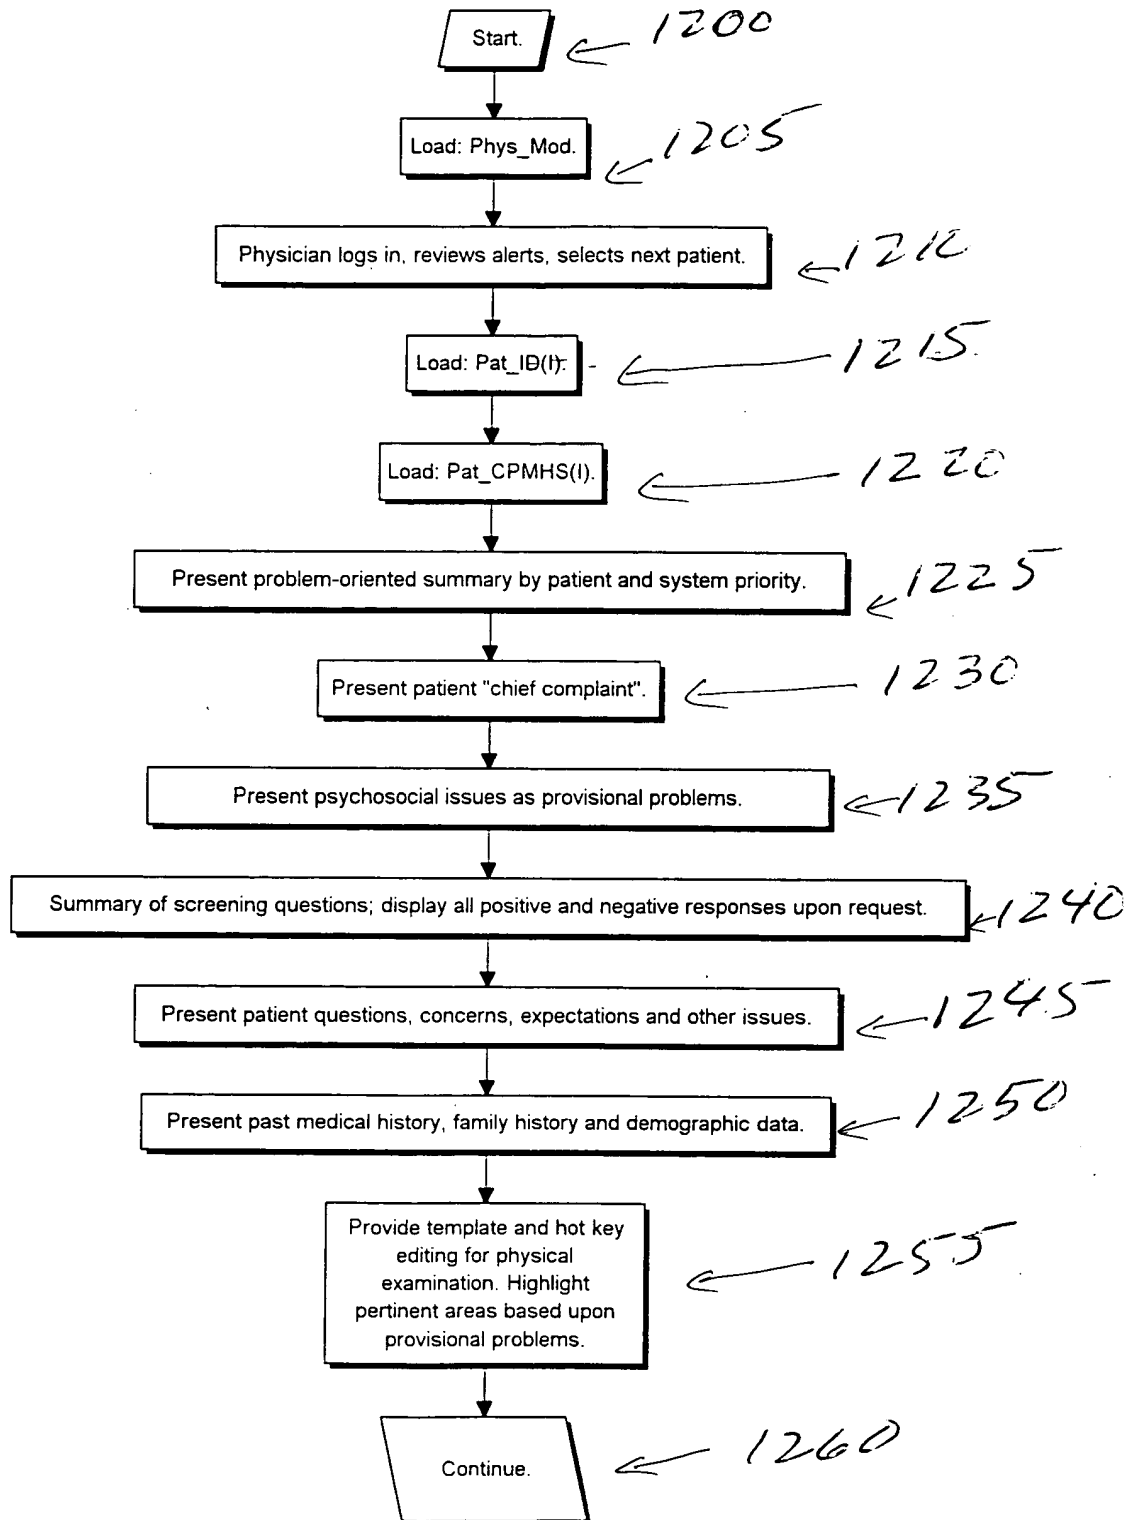 Start.
1200
Load: Phys_Mod.
1205
Physician logs in, reviews alerts, selects next patient.
1210
Load: Pat_ID(I).
1215
Load: Pat_CPMHS(I).
1220
Present problem-oriented summary by patient and system priority.
1225
Present patient "chief complaint".
1230
Present psychosocial issues as provisional problems.
1235
Summary of screening questions; display all positive and negative responses upon request.
1240
Present patient questions, concerns, expectations and other issues.
1245
Present past medical history, family history and demographic data.
1250
Provide template and hot key
editing for physical
examination. Highlight
pertinent areas based upon
provisional problems.
1255
Continue.
1260